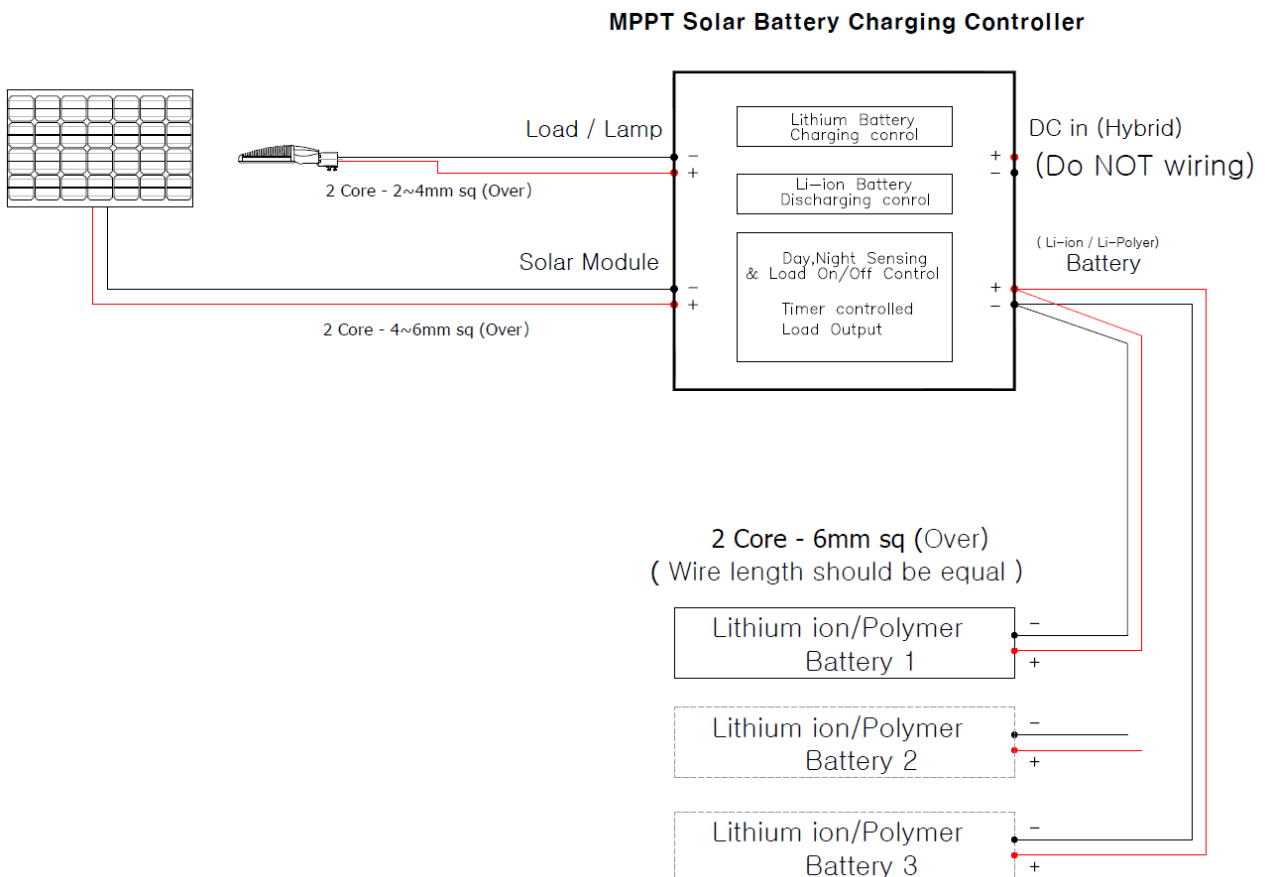 MPPT Solar Battery Charging Controller
Load / Lamp
2 Core - 2~4mm sq (Over)
Solar Module
2 Core - 4~6mm sq (Over)
−
+
−
+
Lithium Battery
Charging conrol
Li-ion Battery
Discharging conrol
Day,Night Sensing
& Load On/Off Control
Timer controlled
Load Output
+
−
DC in (Hybrid)
(Do NOT wiring)
( Li-ion / Li-Polyer)
Battery
+
−
2 Core - 6mm sq (Over)
( Wire length should be equal )
Lithium ion/Polymer
Battery 1
−
+
Lithium ion/Polymer
Battery 2
−
+
Lithium ion/Polymer
Battery 3
−
+